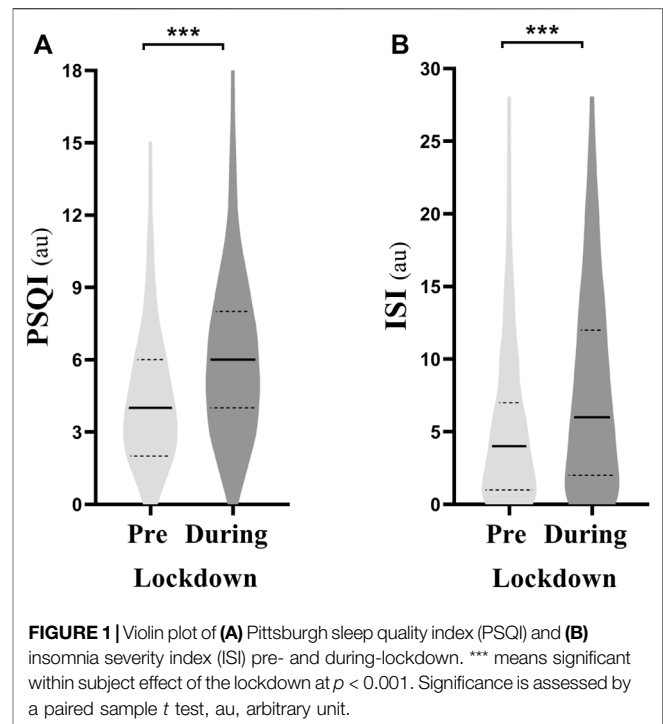 A
***
PSQI (au)
18
15
12
9
6
3
0
Pre During
Lockdown
B
***
ISI (au)
30
25
20
15
10
5
0
Pre During
Lockdown
FIGURE 1 | Violin plot of (A) Pittsburgh sleep quality index (PSQI) and (B)
insomnia severity index (ISI) pre- and during-lockdown. *** means significant
within subject effect of the lockdown at p < 0.001. Significance is assessed by
a paired sample t test, au, arbitrary unit.